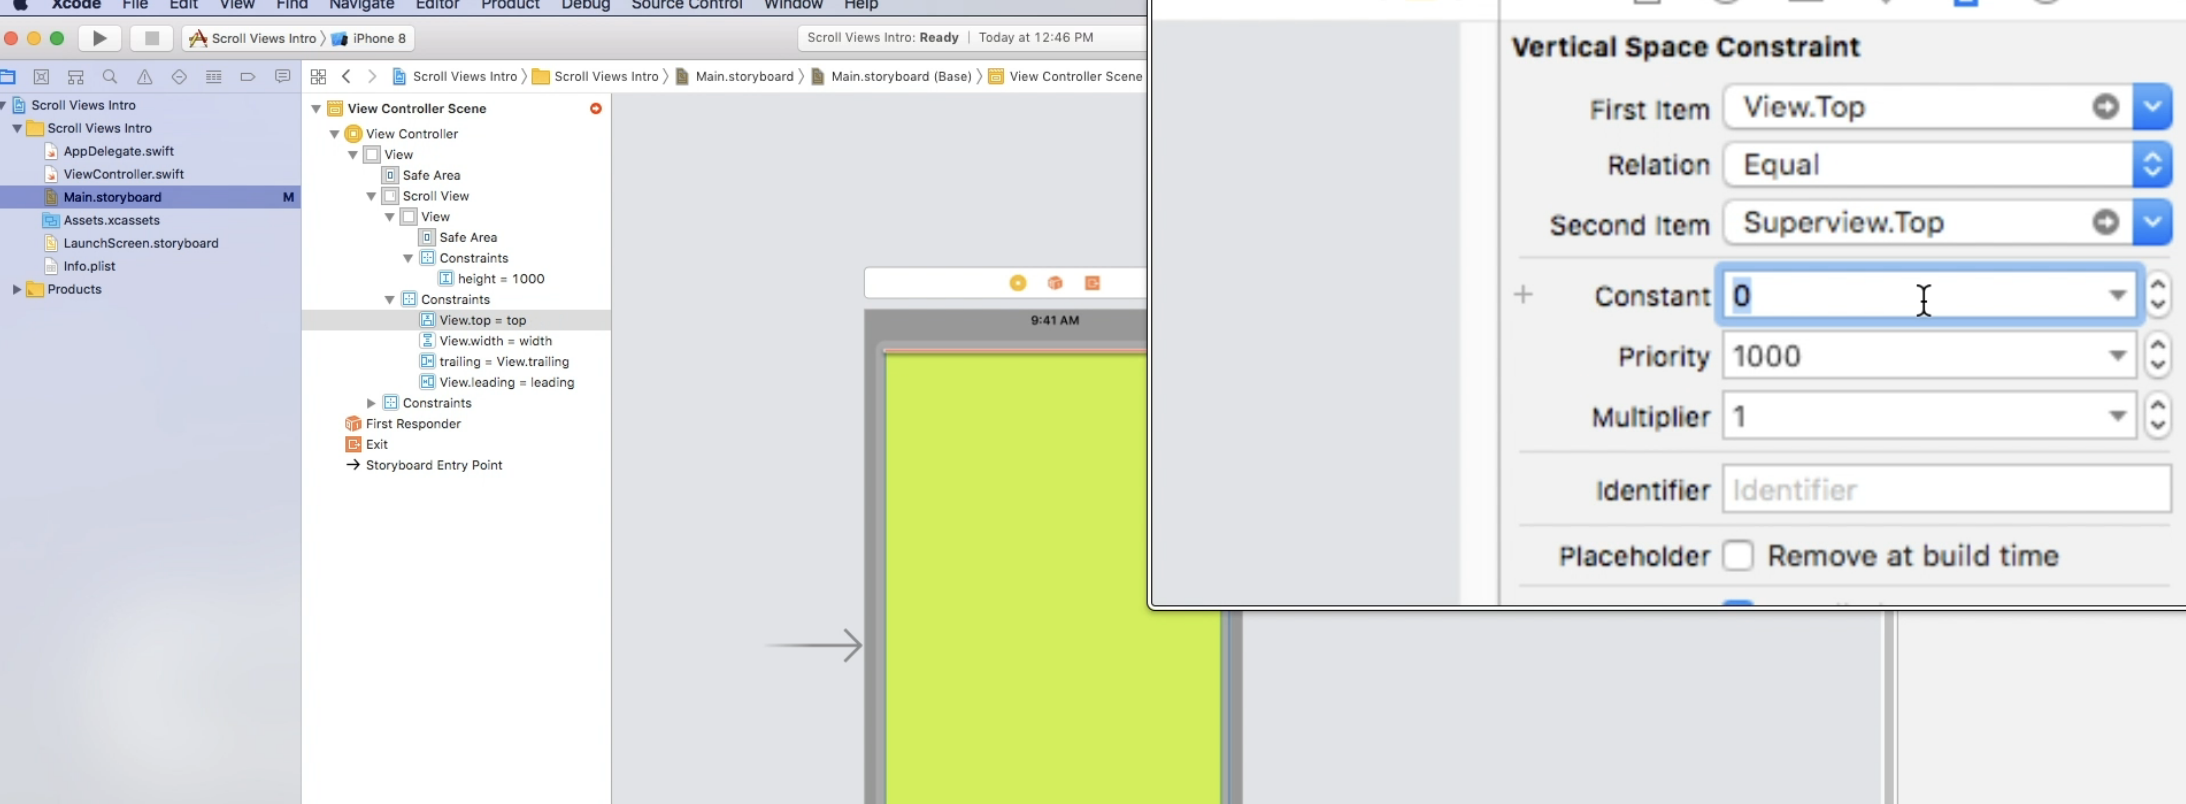 Xcode File Edit View Find Navigate Editor Product Debug Source Control Window Help
Scroll Views Intro iPhone 8
Scroll Views Intro: Ready | Today at 12:46 PM
Scroll Views Intro Scroll Views Intro Main.storyboard Main.storyboard (Base) View Controller Scene
Scroll Views Intro
Scroll Views Intro
AppDelegate.swift
ViewController.swift
Main.storyboard M
Assets.xcassets
LaunchScreen.storyboard
Info.plist
Products
View Controller Scene
View Controller
View
Safe Area
Scroll View
View
Safe Area
Constraints
height = 1000
Constraints
View.top = top
View.width = width
trailing = View.trailing
View.leading = leading
Constraints
First Responder
Exit
Storyboard Entry Point
9:41 AM
Vertical Space Constraint
First Item View.Top
Relation Equal
Second Item Superview.Top
Constant 0
Priority 1000
Multiplier 1
Identifier Identifier
Placeholder Remove at build time